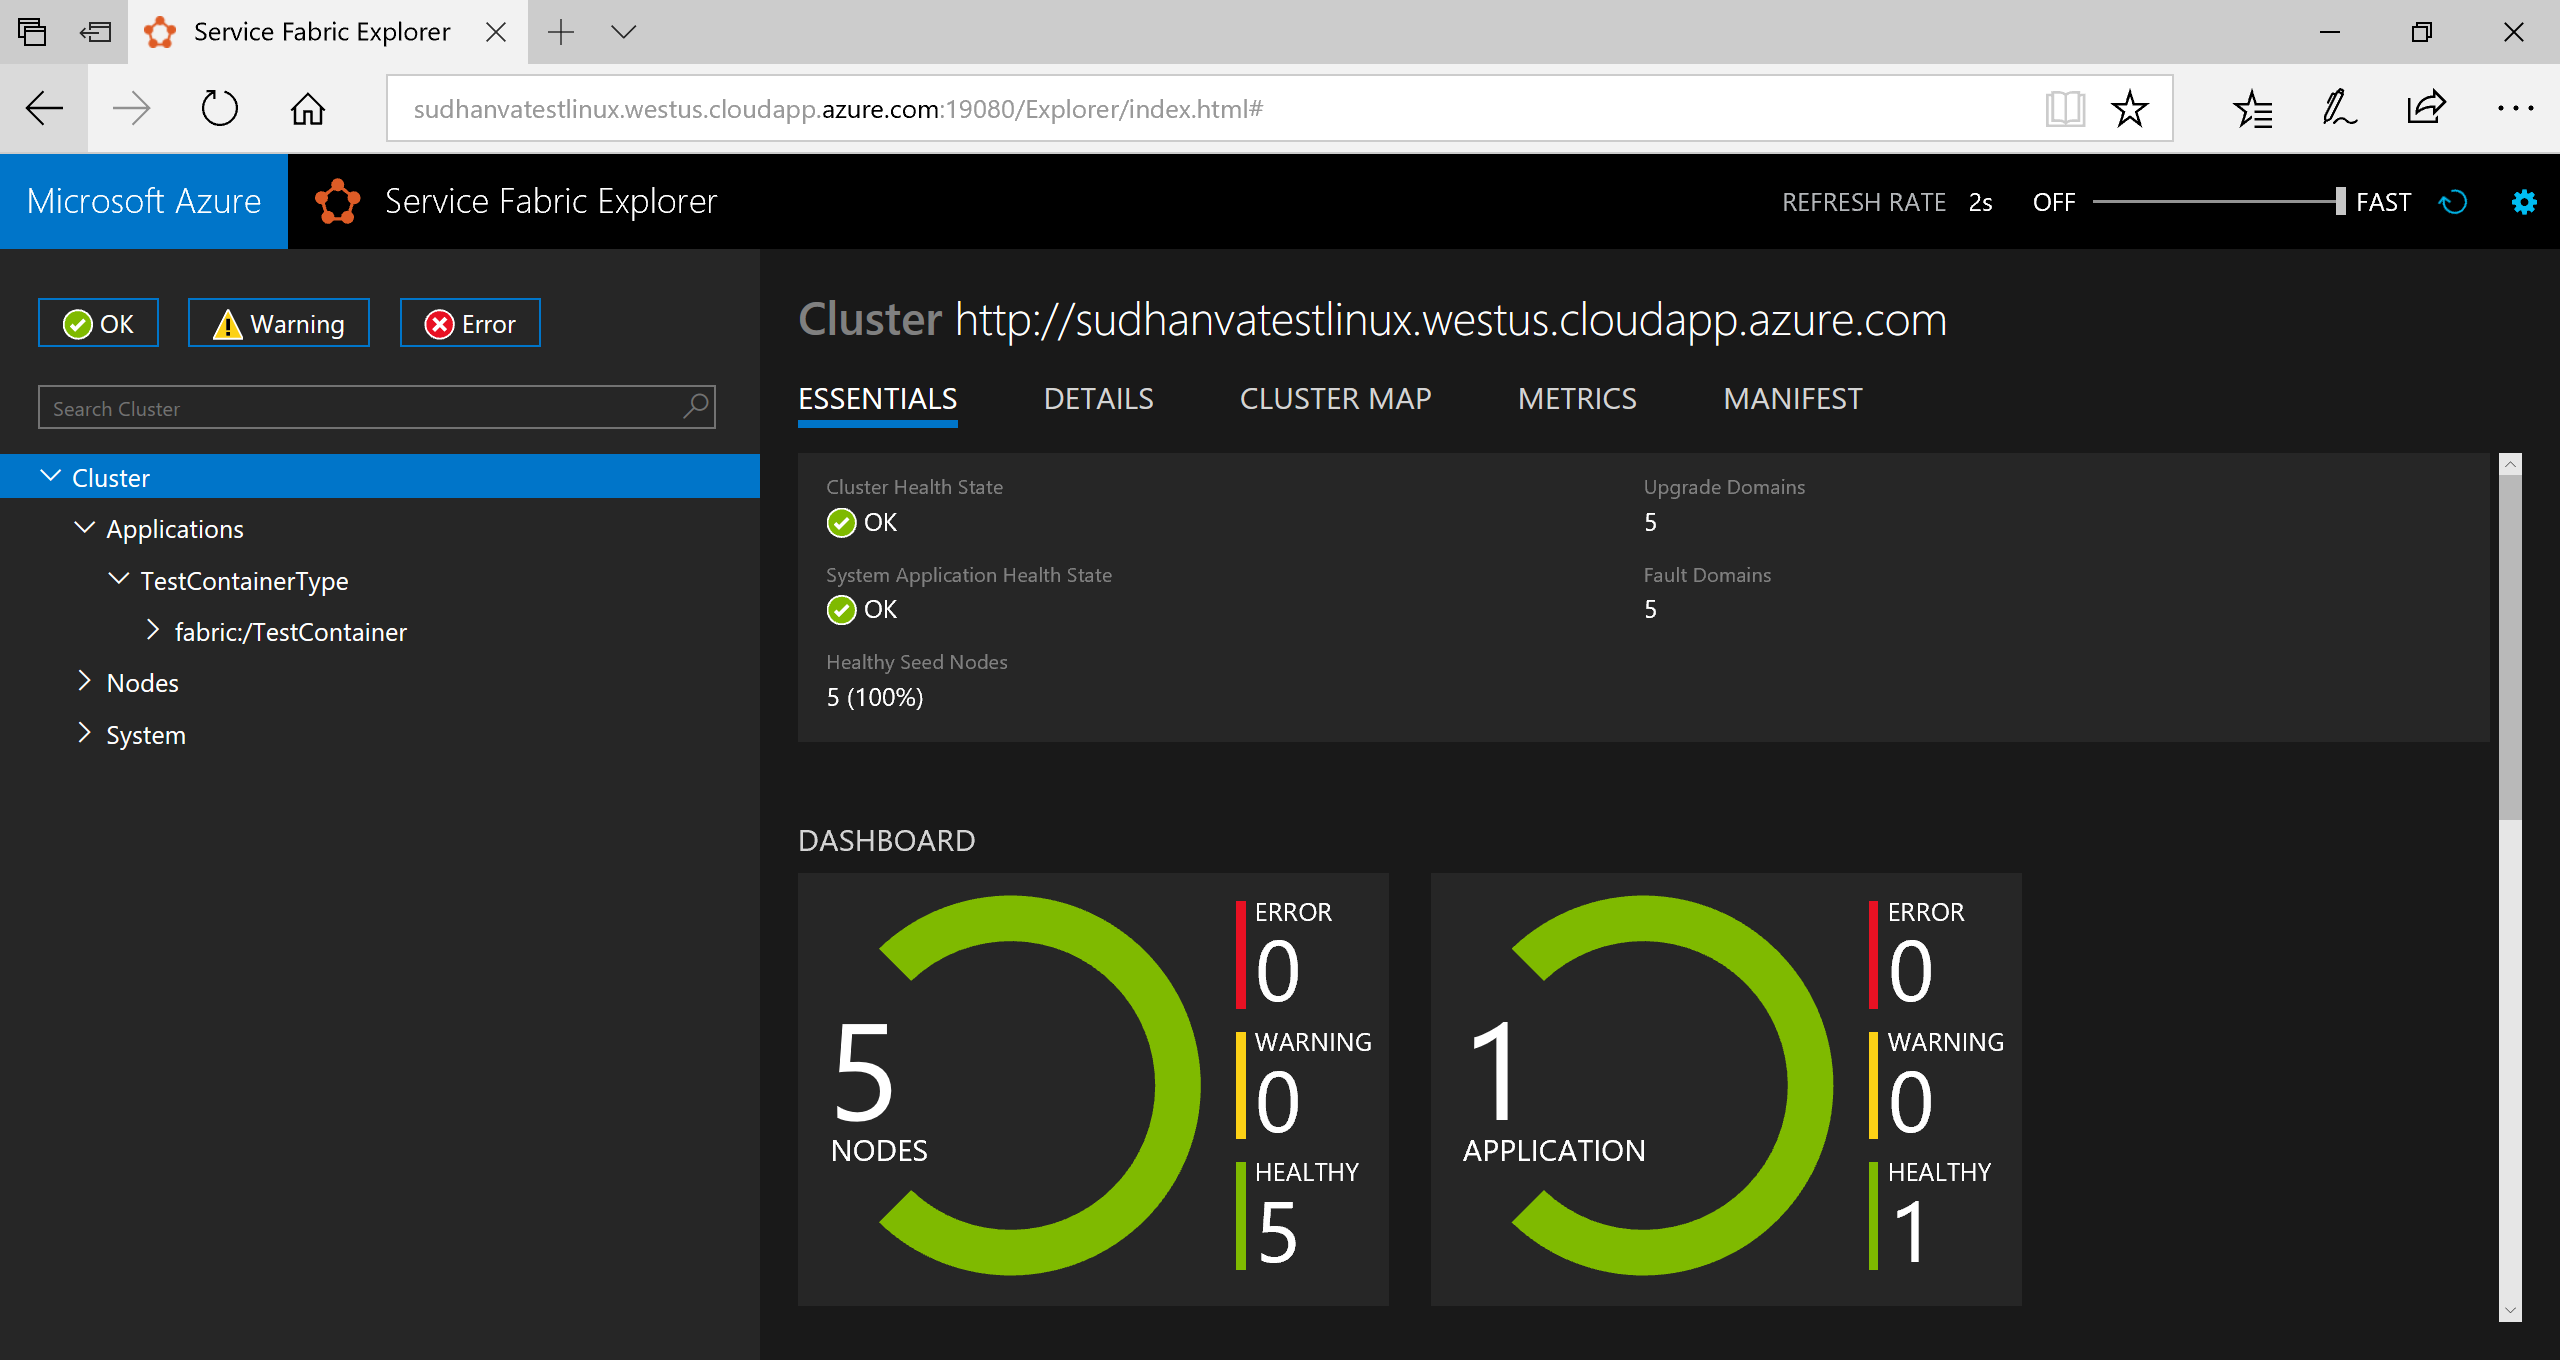 Service Fabric Explorer
sudhanvatestlinux.westus.cloudapp.azure.com:19080/Explorer/index.html#
Microsoft Azure
Service Fabric Explorer
REFRESH RATE 2s OFF FAST
OK Warning Error
Search Cluster
Cluster
Applications
TestContainerType
fabric:/TestContainer
Nodes
System
Cluster http://sudhanvatestlinux.westus.cloudapp.azure.com
ESSENTIALS DETAILS CLUSTER MAP METRICS MANIFEST
Cluster Health State
OK
System Application Health State
OK
Healthy Seed Nodes
5 (100%)
Upgrade Domains
5
Fault Domains
5
DASHBOARD
5
NODES
ERROR
0
WARNING
0
HEALTHY
5
1
APPLICATION
ERROR
0
WARNING
0
HEALTHY
1